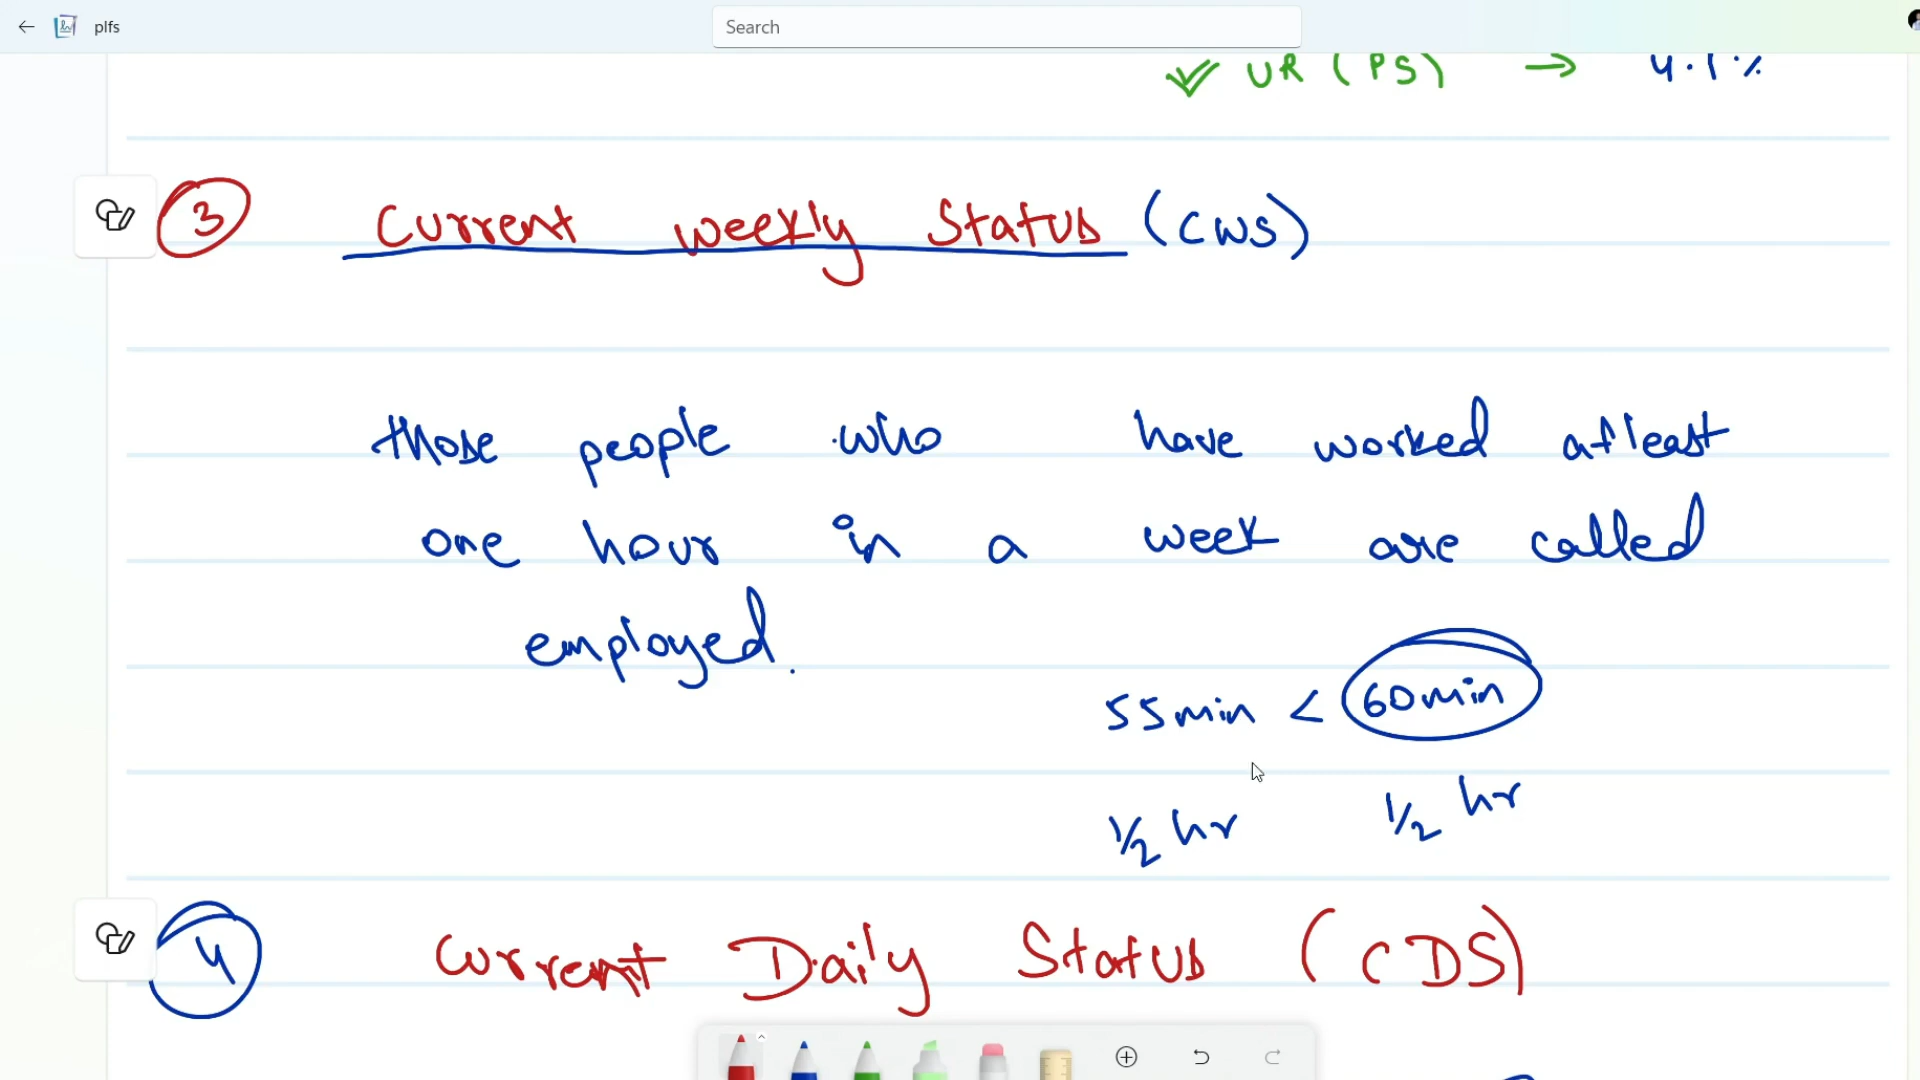 plfs
Search
UR (PS) → 4.1%
3 Current weekly Status (CWS)
those people who have worked atleast
one hour in a week are called
employed.
55min < 60min
1/2 hr 1/2 hr
4 Current Daily Status (CDS)